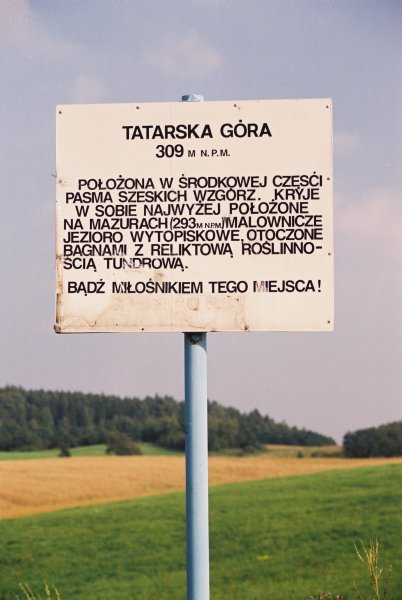 TATARSKA GÓRA
309 M N.P.M.
POŁOŻONA W ŚRODKOWEJ CZĘŚĆI
PASMA SZESKICH WZGÓRZ. KRYJE
W SOBIE NAJWYŻEJ POŁOŻONE
NA MAZURACH (293 M N.P.M.) MALOWNICZE
JEZIORO WYTOPISKOWE, OTOCZONE
BAGNAMI Z RELIKTOWĄ ROŚLINNO-
ŚCIĄ TUNDROWĄ.
BĄDŹ MIŁOŚNIKIEM TEGO MIEJSCA!